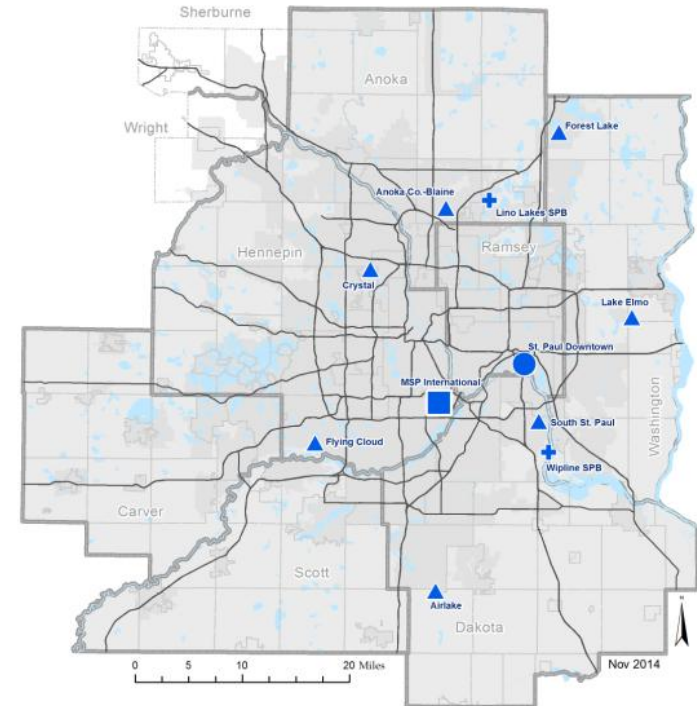 Sherburne
Anoka
Wright
Forest Lake
Anoka Co.-Blaine
Lino Lakes SPB
Hennepin
Ramsey
Crystal
Lake Elmo
St. Paul Downtown
MSP International
Washington
South St. Paul
Flying Cloud
Wipline SPB
Carver
Scott
Airlake
Dakota
N
0 5 10 20 Miles
Nov 2014